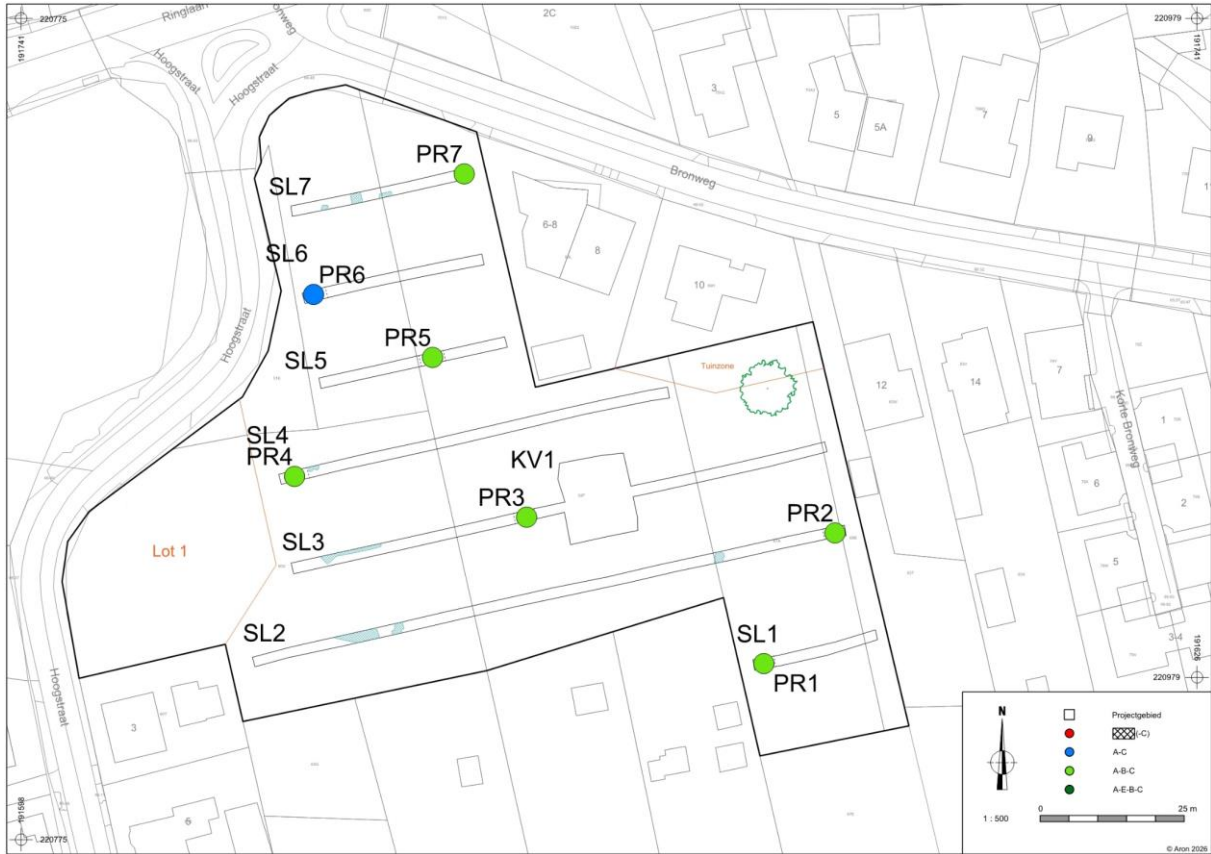 220775
191741
Ringlaan
Bronweg
2C
220979
191741
Hoogstraat
Hoogstraat
3
5
5A
7
9
11
PR7
SL7
Bronweg
6-8
8
SL6
PR6
10
Hoogstraat
PR5
SL5
Tuinzone
12
14
7
Korte Bronweg
1
SL4
PR4
KV1
6
2
PR3
PR2
Lot 1
SL3
5
SL2
SL1
3-4
191626
220979
PR1
Hoogstraat
3
N
Projectgebied
(-C)
A-C
A-B-C
A-E-B-C
1 : 500
0
25 m
6
191598
220775
© Aron 2026